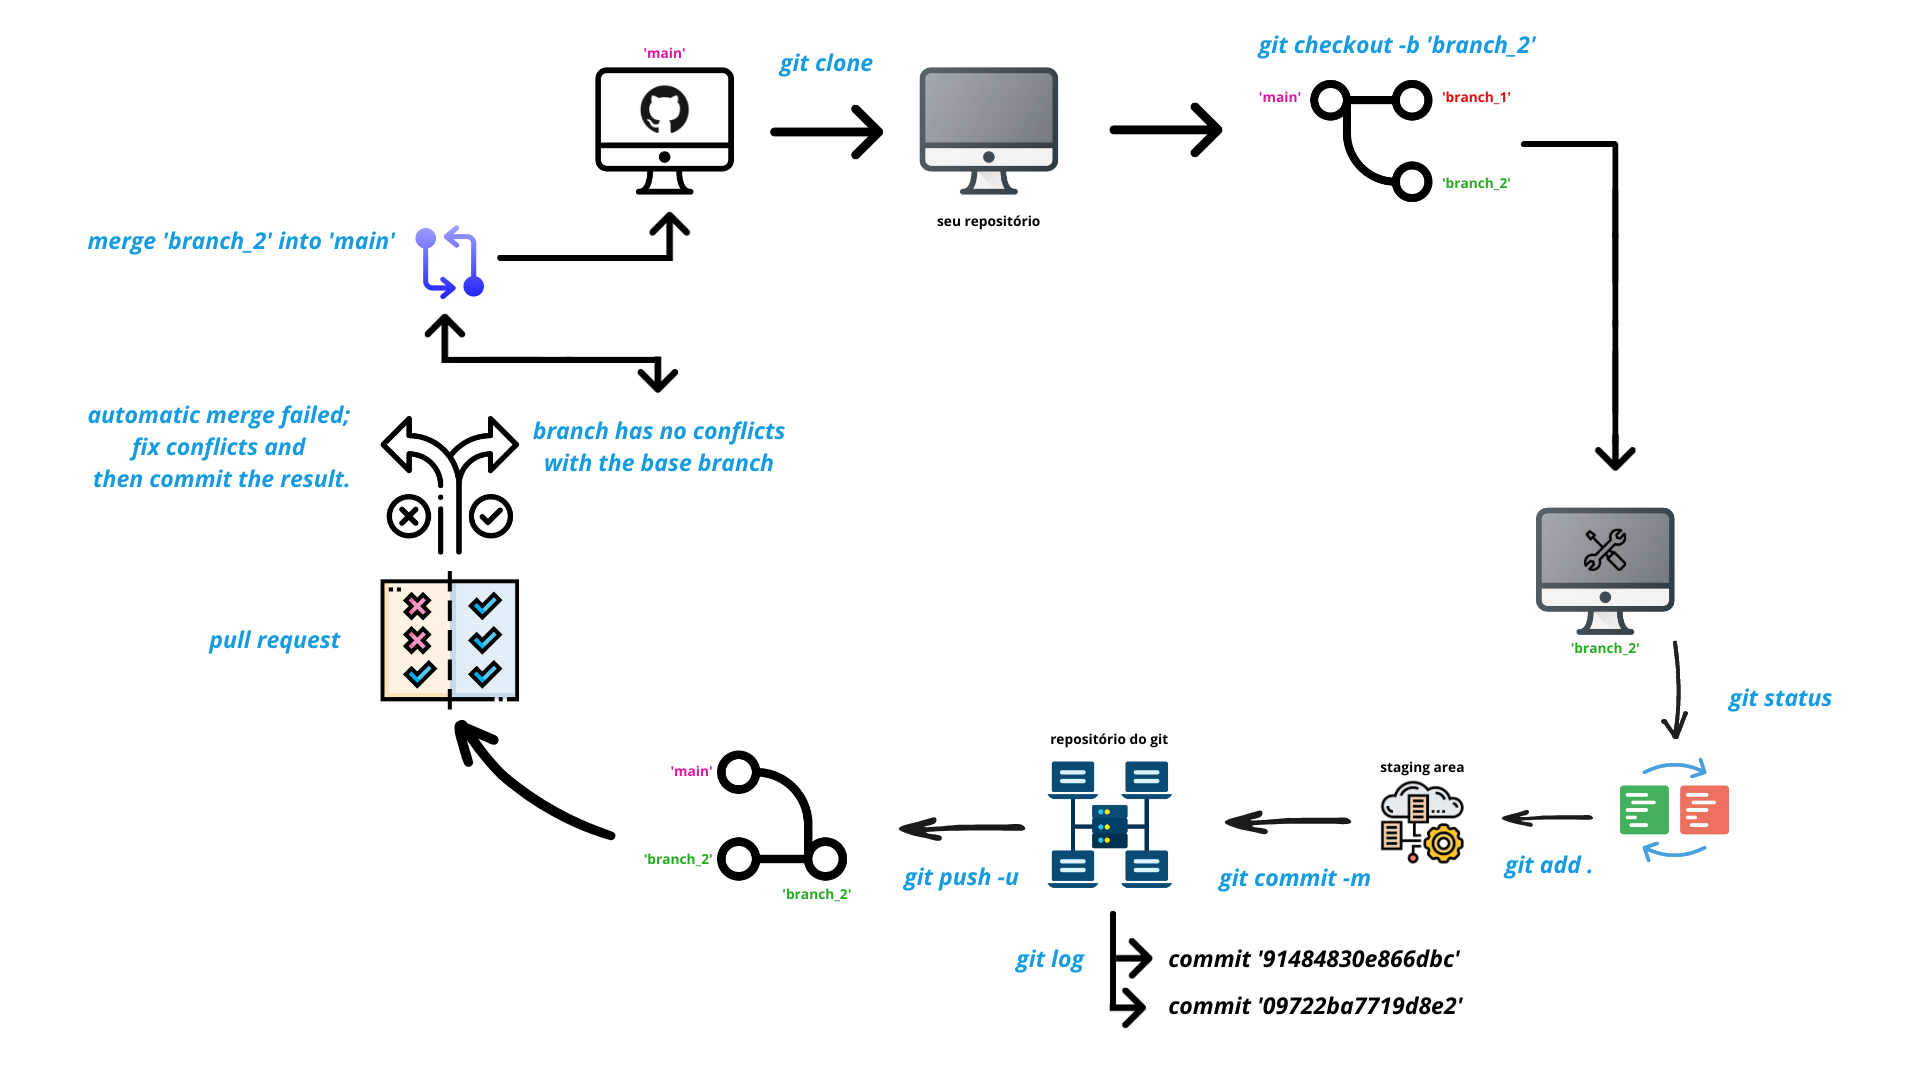 'main'
git clone
seu repositório
git checkout -b 'branch_2'
'main'
'branch_1'
'branch_2'
'branch_2'
git status
git add .
staging area
git commit -m
repositório do git
git log
commit '91484830e866dbc'
commit '09722ba7719d8e2'
git push -u
'main'
'branch_2'
'branch_2'
pull request
automatic merge failed;
fix conflicts and
then commit the result.
branch has no conflicts
with the base branch
merge 'branch_2' into 'main'